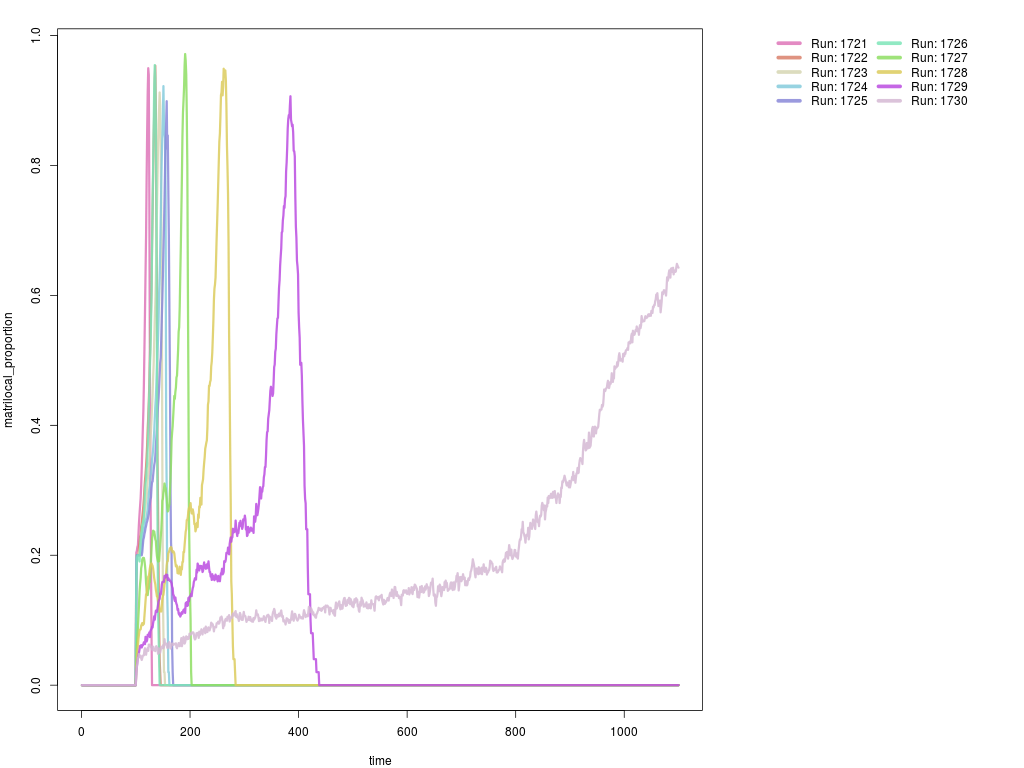 1.0
0.8
0.6
0.4
0.2
0.0
matrilocal_proportion
0 200 400 600 800 1000
time
Run: 1721 Run: 1726
Run: 1722 Run: 1727
Run: 1723 Run: 1728
Run: 1724 Run: 1729
Run: 1725 Run: 1730